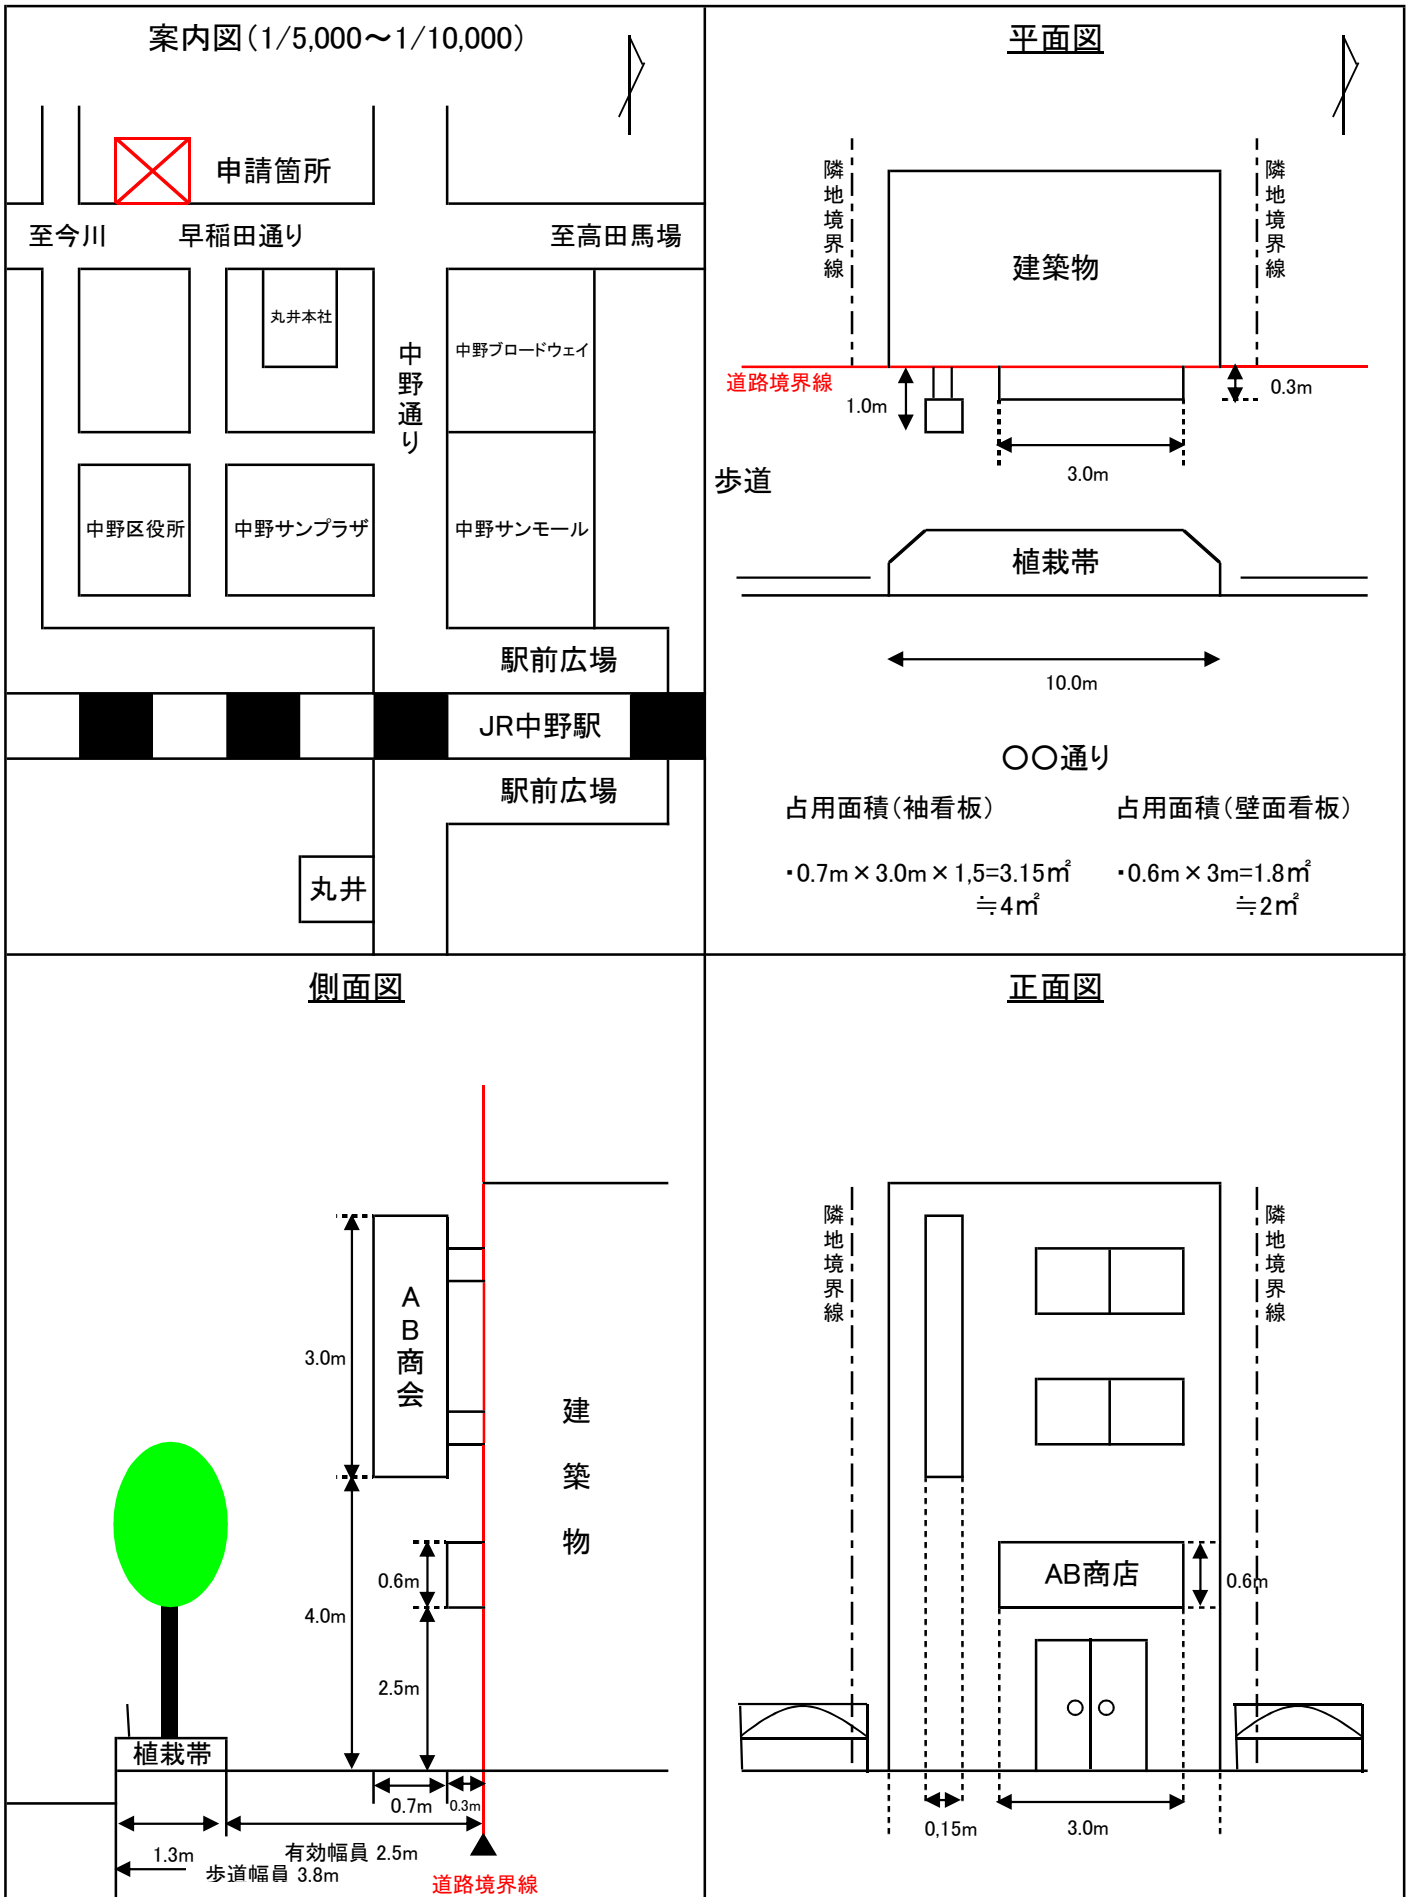 案内図(1/5,000～1/10,000)
申請箇所
至今川
早稲田通り
至高田馬場
丸井本社
中野通り
中野ブロードウェイ
中野区役所
中野サンプラザ
中野サンモール
駅前広場
JR中野駅
駅前広場
丸井
平面図
隣地境界線
隣地境界線
建築物
道路境界線
1.0m
0.3m
3.0m
歩道
植栽帯
10.0m
○○通り
占用面積(袖看板)
・0.7m×3.0m×1,5=3.15㎡
≒4㎡
占用面積(壁面看板)
・0.6m×3m=1.8㎡
≒2㎡
側面図
AB商会
3.0m
建築物
0.6m
4.0m
2.5m
植栽帯
0.7m
0.3m
1.3m
有効幅員 2.5m
歩道幅員 3.8m
道路境界線
正面図
隣地境界線
隣地境界線
AB商店
0.6m
0,15m
3.0m